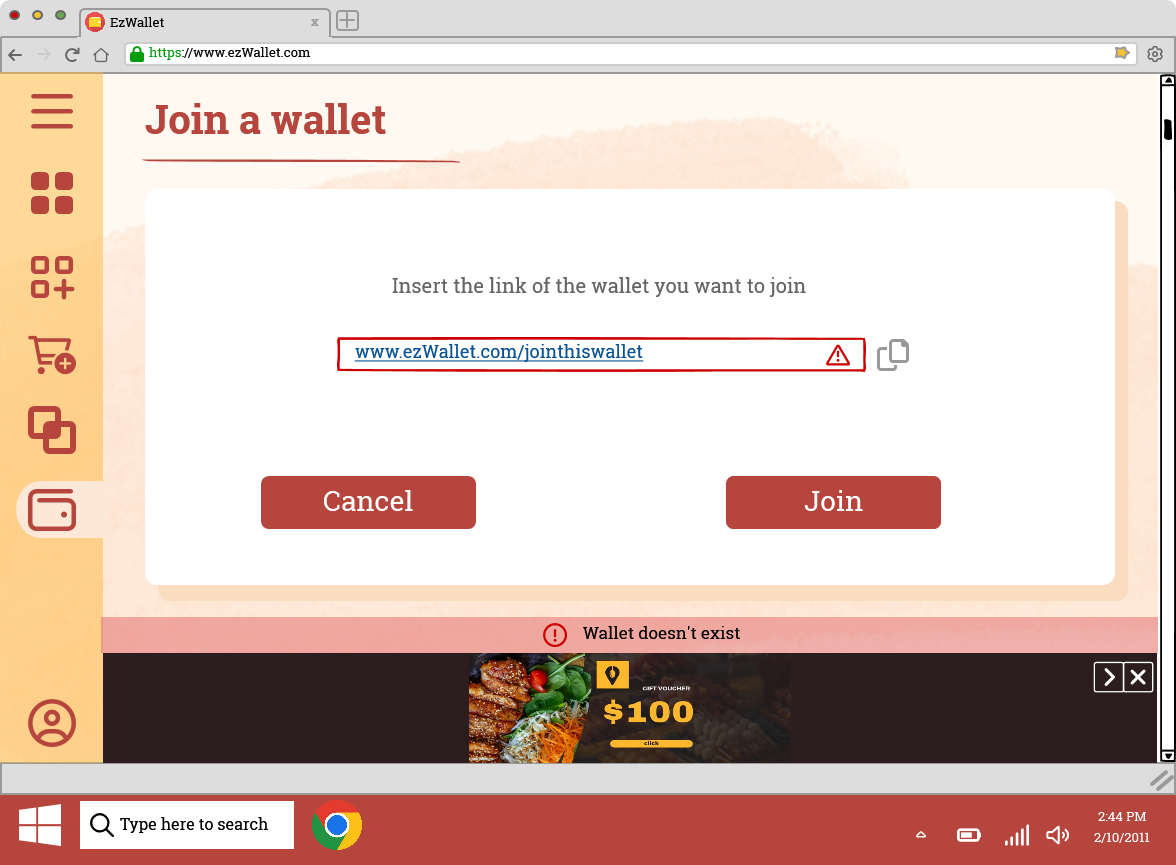 EzWallet
x
https://www.ezWallet.com
Join a wallet
Insert the link of the wallet you want to join
www.ezWallet.com/jointhiswallet
Cancel
Join
Wallet doesn't exist
GIFT VOUCHER
$100
click
Type here to search
2:44 PM
2/10/2011